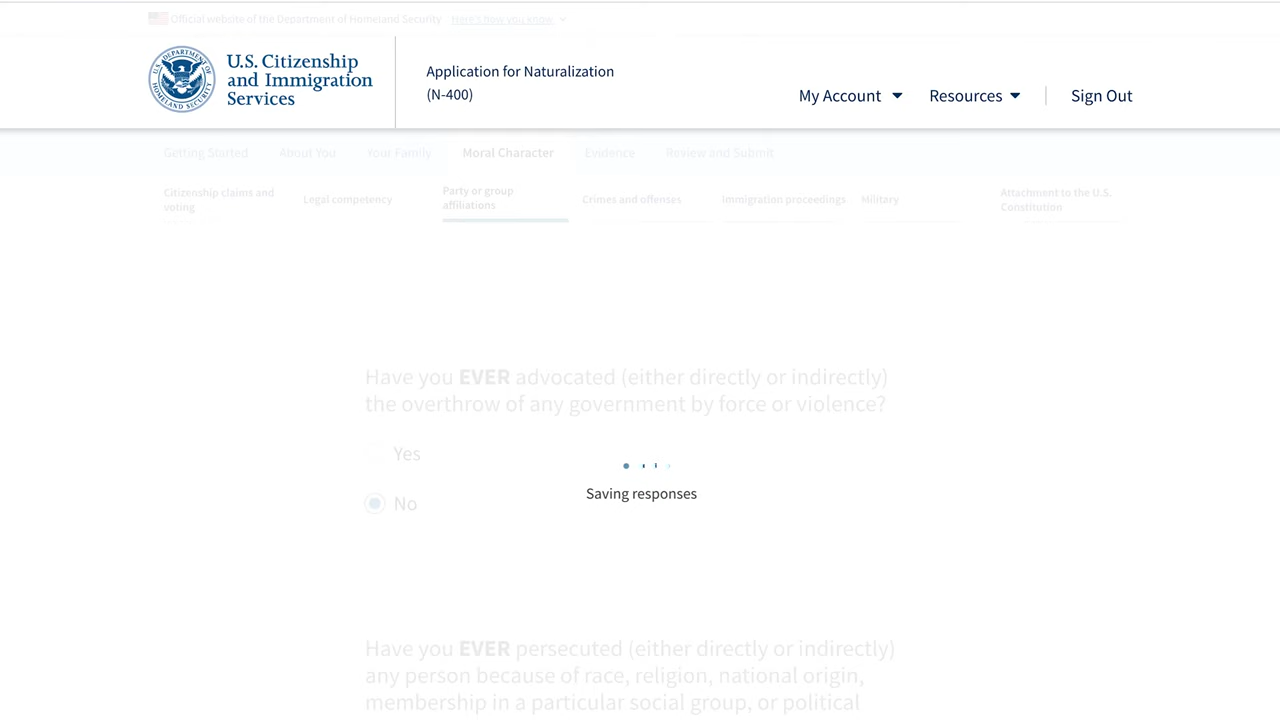 Official website of the Department of Homeland Security Here's how you know
U.S. Citizenship
and Immigration
Services
Application for Naturalization
(N-400)
My Account
Resources
Sign Out
Getting Started About You Your Family Moral Character Evidence Review and Submit
Citizenship claims and
voting
Legal competency
Party or group
affiliations
Crimes and offenses
Immigration proceedings
Military
Attachment to the U.S.
Constitution
Have you EVER advocated (either directly or indirectly)
the overthrow of any government by force or violence?
Yes
No
Saving responses
Have you EVER persecuted (either directly or indirectly)
any person because of race, religion, national origin,
membership in a particular social group, or political